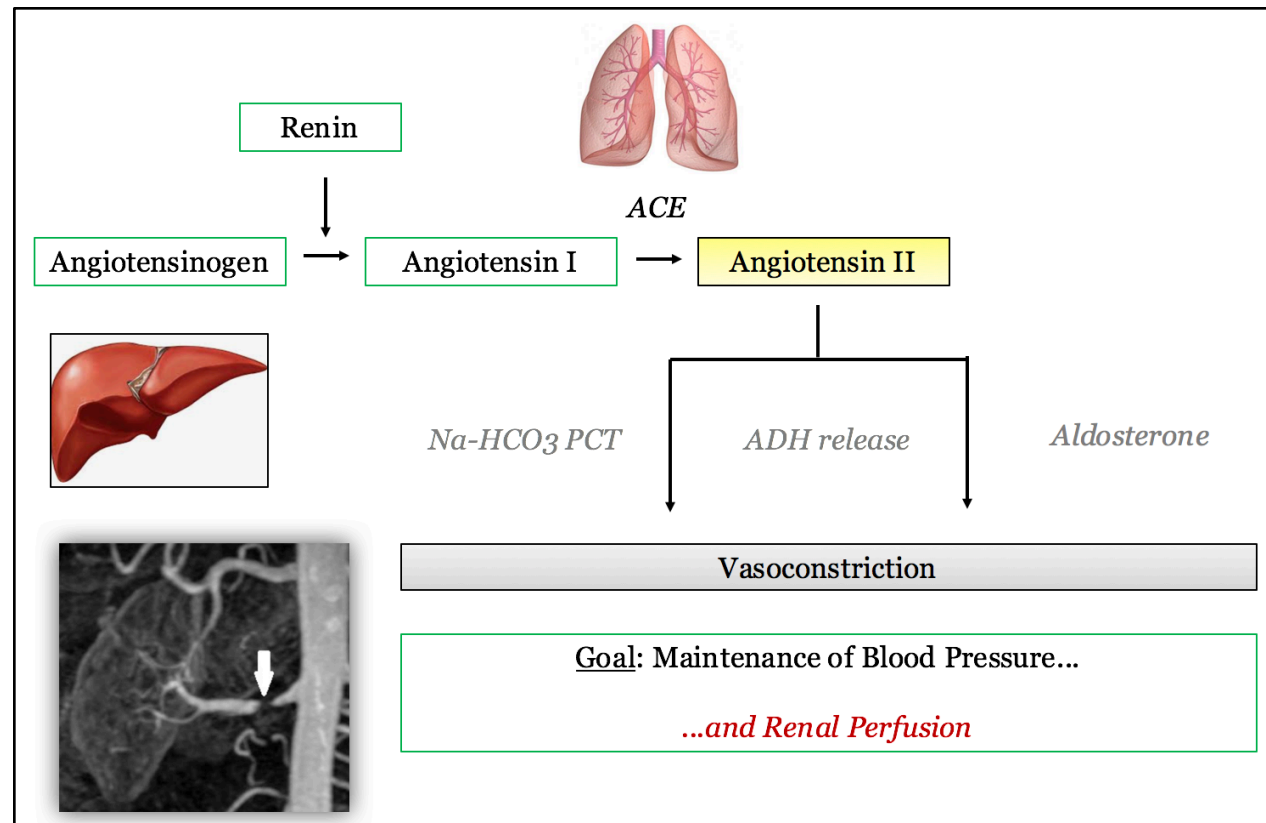 Renin
ACE
Angiotensinogen
Angiotensin I
Angiotensin II
Na-HCO3 PCT
ADH release
Aldosterone
Vasoconstriction
Goal: Maintenance of Blood Pressure...
...and Renal Perfusion